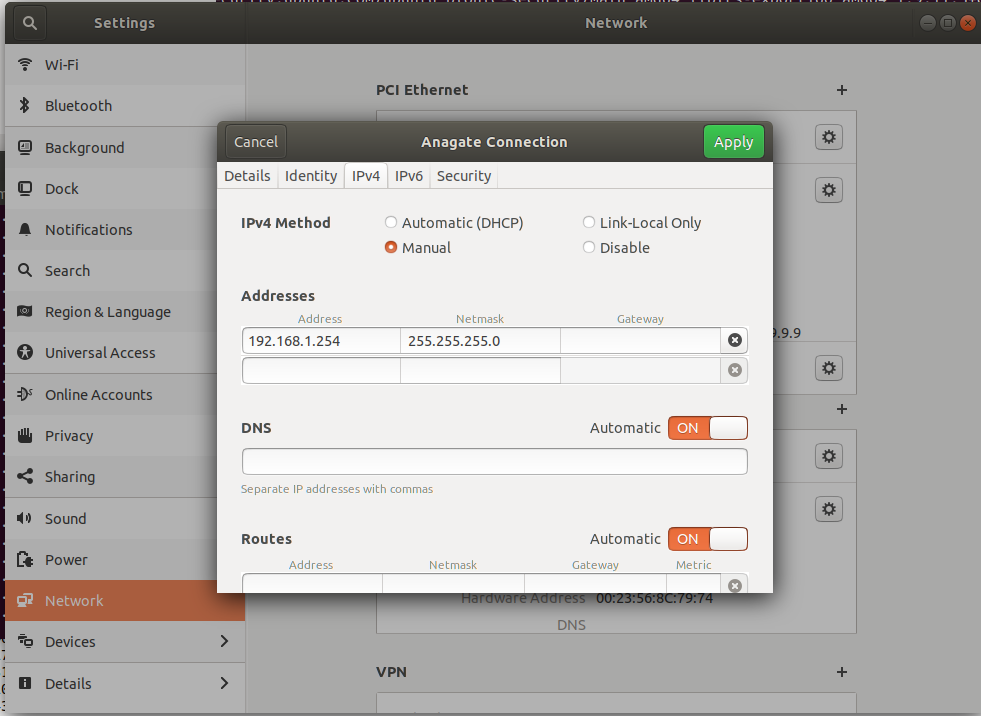 Settings
Network
Wi-Fi
Bluetooth
Background
Dock
Notifications
Search
Region & Language
Universal Access
Online Accounts
Privacy
Sharing
Sound
Power
Network
Devices
Details
PCI Ethernet
Cancel
Anagate Connection
Apply
Details Identity IPv4 IPv6 Security
IPv4 Method
Automatic (DHCP)
Link-Local Only
Manual
Disable
Addresses
Address Netmask Gateway
192.168.1.254 255.255.255.0
9.9.9
DNS
Automatic ON
Separate IP addresses with commas
Routes
Automatic ON
Address Netmask Gateway Metric
Hardware Address 00:23:56:8C:79:74
DNS
VPN